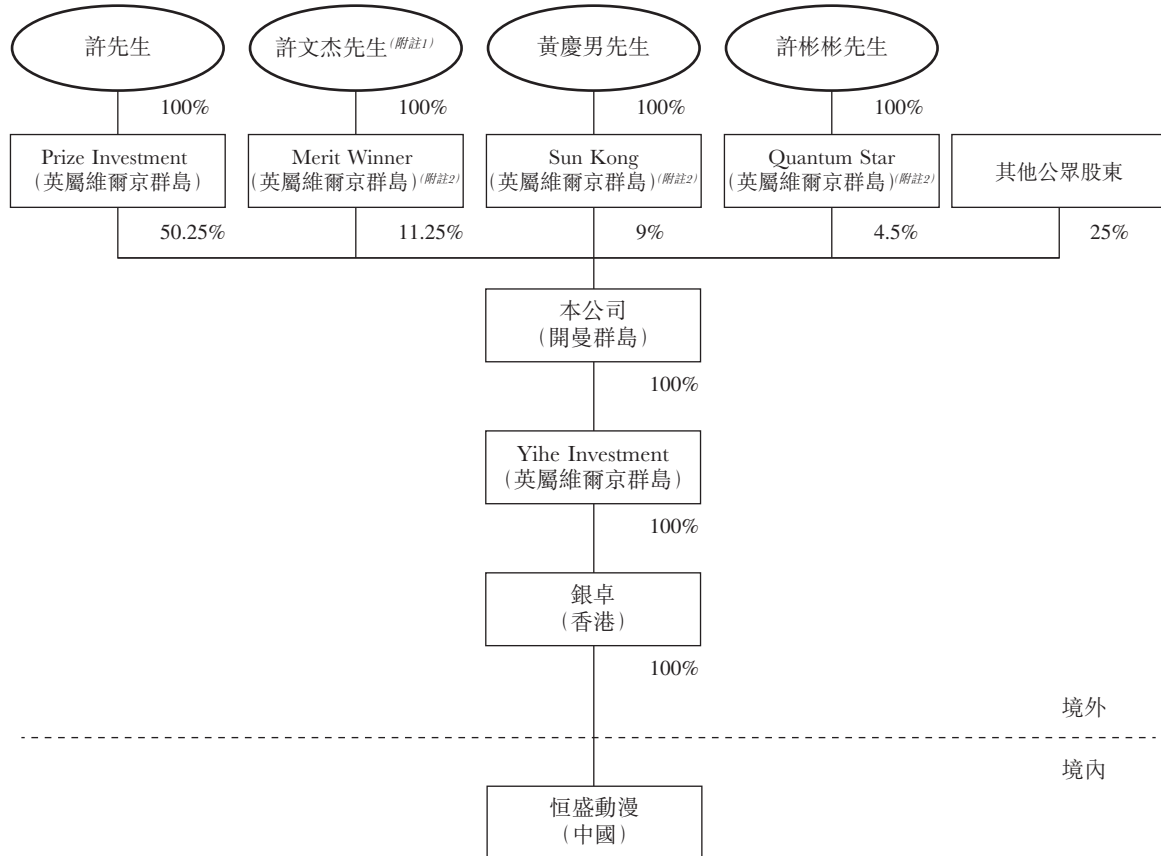 許先生
許文杰先生(附註1)
黃慶男先生
許彬彬先生
100%
100%
100%
100%
Prize Investment
(英屬維爾京群島)
Merit Winner
(英屬維爾京群島)(附註2)
Sun Kong
(英屬維爾京群島)(附註2)
Quantum Star
(英屬維爾京群島)(附註2)
其他公眾股東
50.25%
11.25%
9%
4.5%
25%
本公司
(開曼群島)
100%
Yihe Investment
(英屬維爾京群島)
100%
銀卓
(香港)
100%
境外
境內
恒盛動漫
(中國)